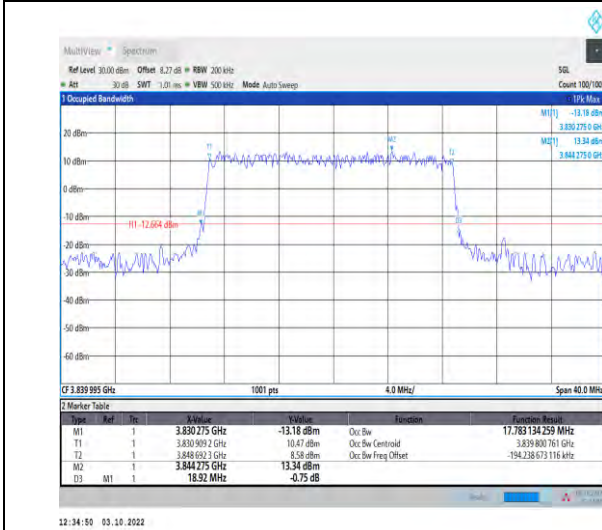 MultiView Spectrum
Ref Level 30.00 dBm Offset 8.27 dB RBW 200 kHz SGL
Att 30 dB SWT 1.01 ms VBW 500 kHz Mode Auto Sweep Count 100/100
1 Occupied Bandwidth 1Pk Max
M1[1] -13.18 dBm
3.830 275 0 GHz
M2[1] 13.34 dBm
3.844 275 0 GHz
20 dBm
M2
T1
T2
10 dBm
0 dBm
-10 dBm
M1
D3
H1 -12.664 dBm
-20 dBm
-30 dBm
-40 dBm
-50 dBm
-60 dBm
CF 3.839 995 GHz 1001 pts 4.0 MHz/ Span 40.0 MHz
2 Marker Table
Type Ref Trc X-Value Y-Value Function Function Result
M1 1 3.830 275 GHz -13.18 dBm Occ Bw 17.783 134 259 MHz
T1 1 3.830 909 2 GHz 10.47 dBm Occ Bw Centroid 3.839 800 761 GHz
T2 1 3.848 692 3 GHz 8.58 dBm Occ Bw Freq Offset -194.238 673 116 kHz
M2 1 3.844 275 GHz 13.34 dBm
D3 M1 1 18.92 MHz -0.75 dB
12:34:50 03.10.2022